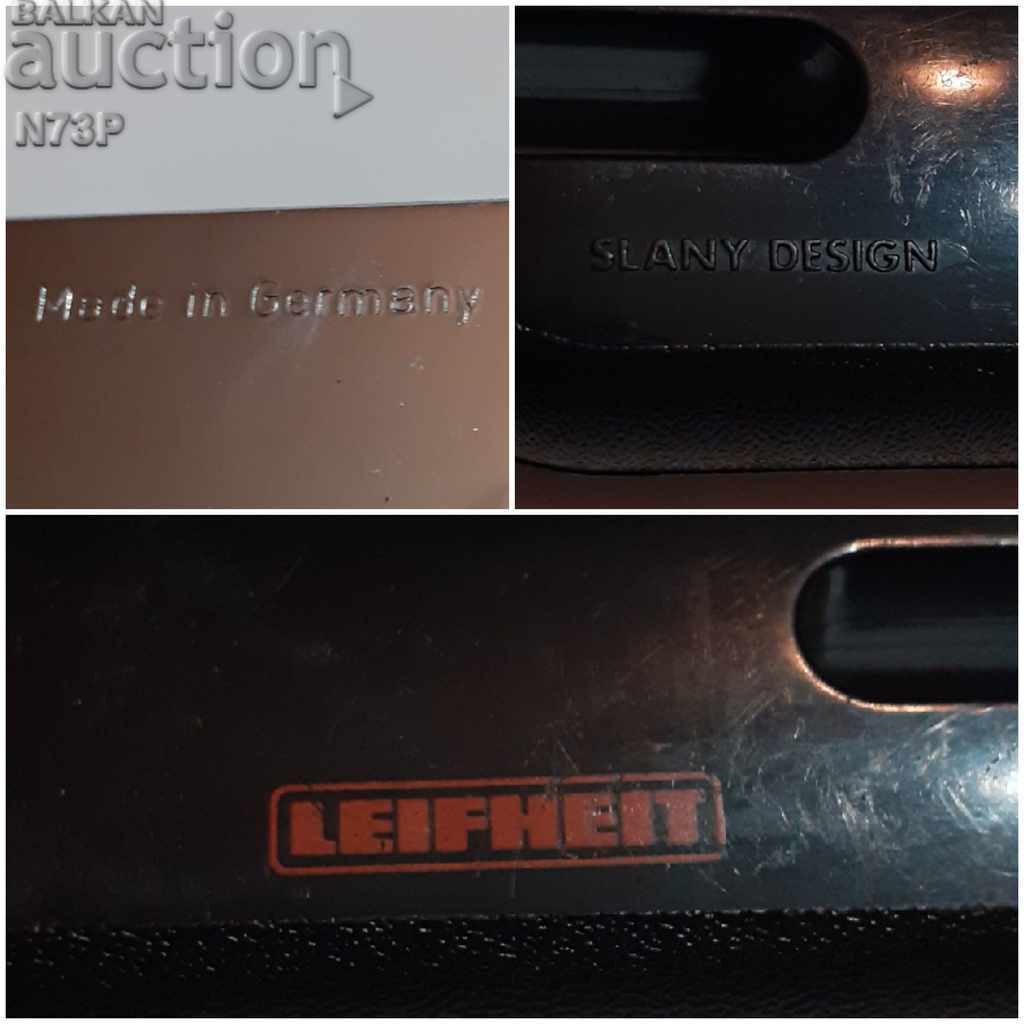 BALKAN
auction
N73P
Made in Germany
SLANY DESIGN
LEIFHEIT